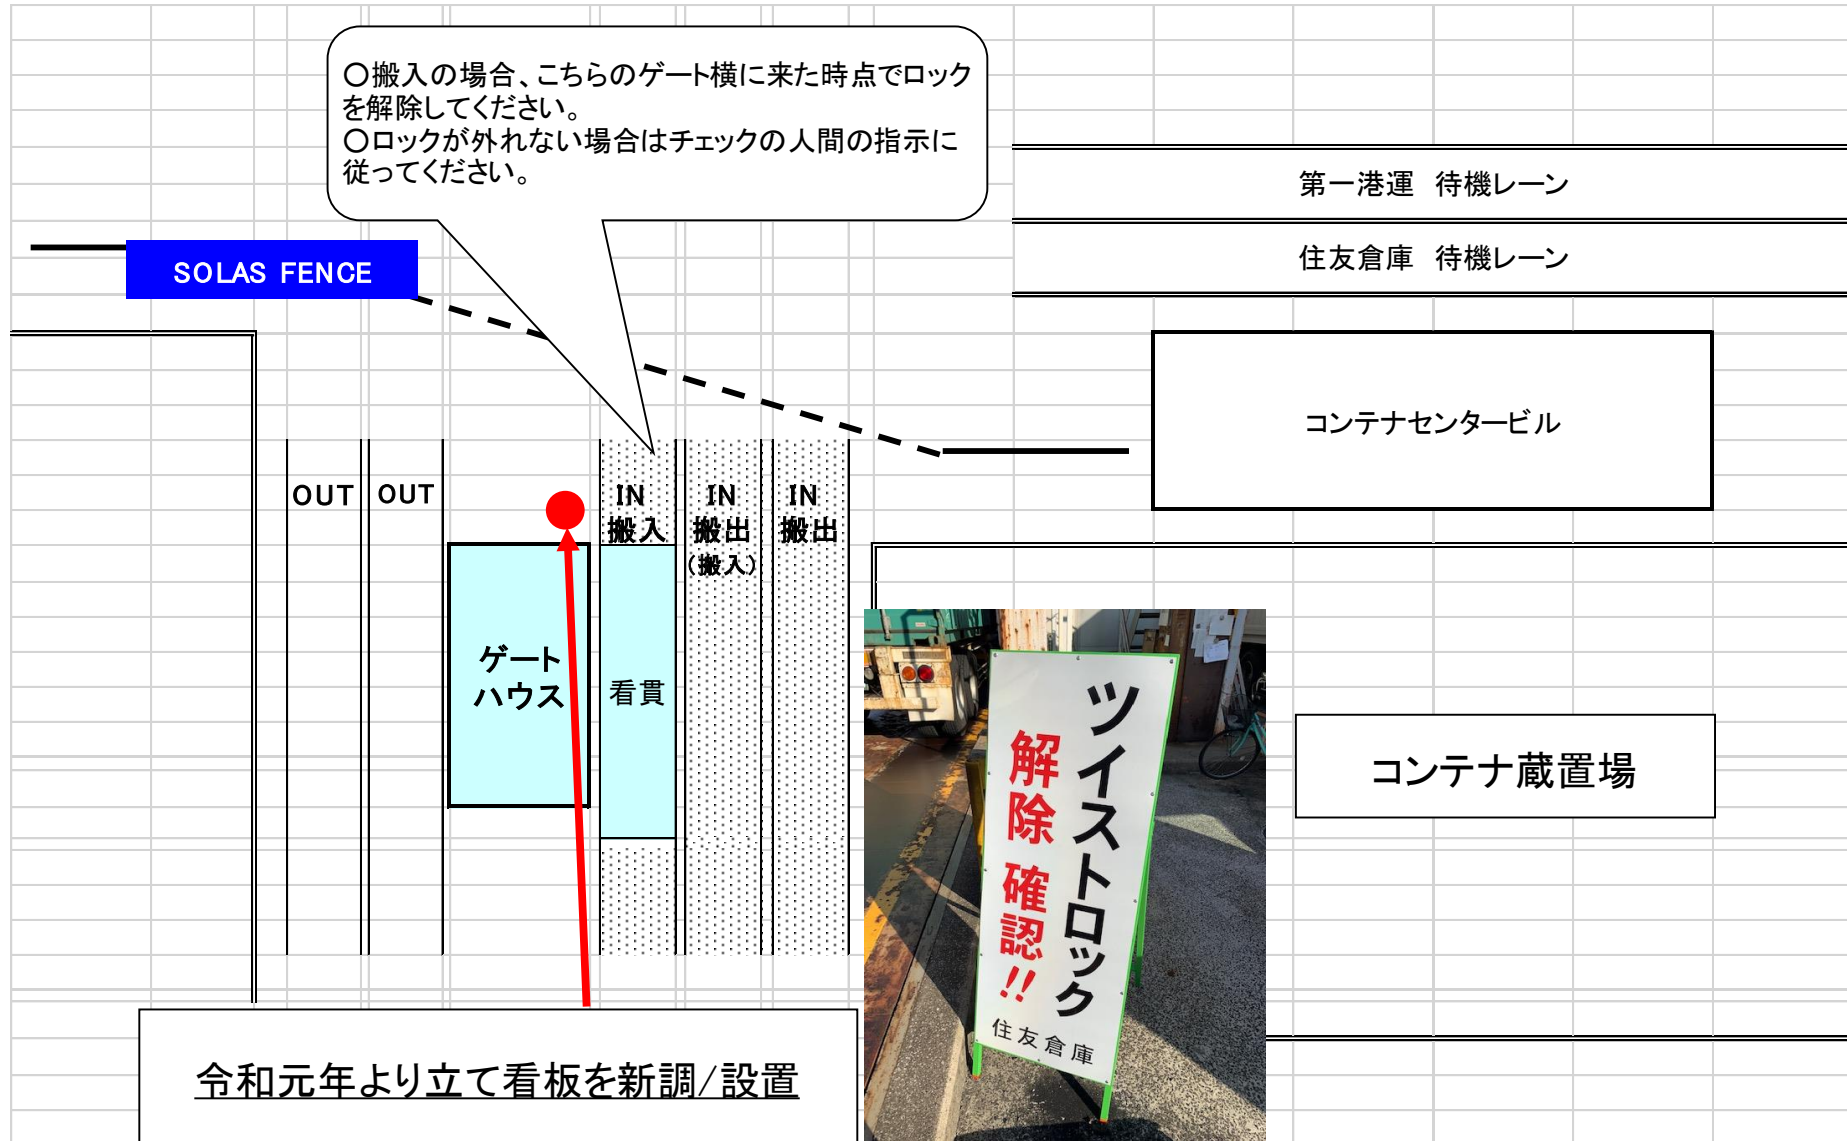 〇搬入の場合、こちらのゲート横に来た時点でロック
を解除してください。
〇ロックが外れない場合はチェックの人間の指示に
従ってください。
第一港運　待機レーン
住友倉庫　待機レーン
SOLAS FENCE
コンテナセンタービル
OUT
OUT
IN
搬入
IN
搬出
(搬入)
IN
搬出
ゲート
ハウス
看貫
ツイストロック
解除 確認!!
住友倉庫
コンテナ蔵置場
令和元年より立て看板を新調/設置